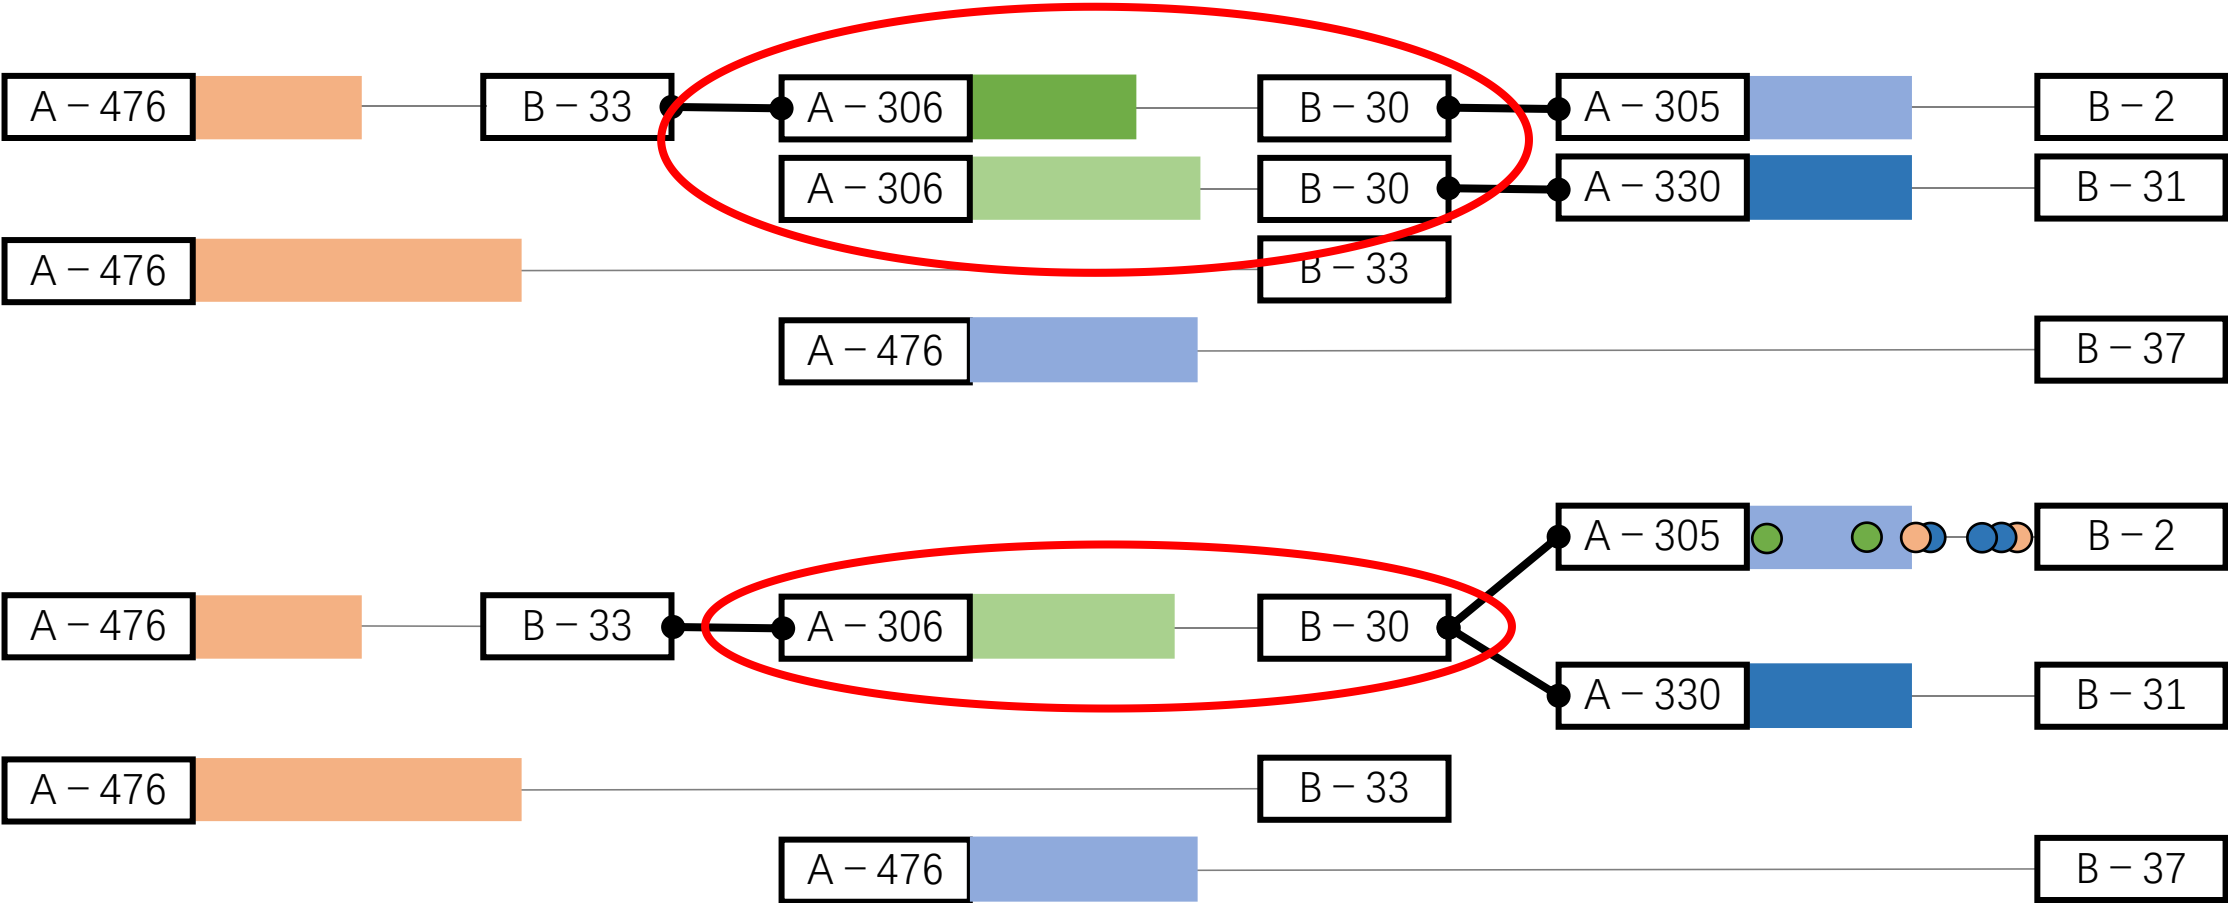 A – 476 B – 33 A – 306 B – 30 A – 305 B – 2
A – 306 B – 30 A – 330 B – 31
A – 476 B – 33
A – 476 B – 37
A – 305 B – 2
A – 476 B – 33 A – 306 B – 30
A – 330 B – 31
A – 476 B – 33
A – 476 B – 37